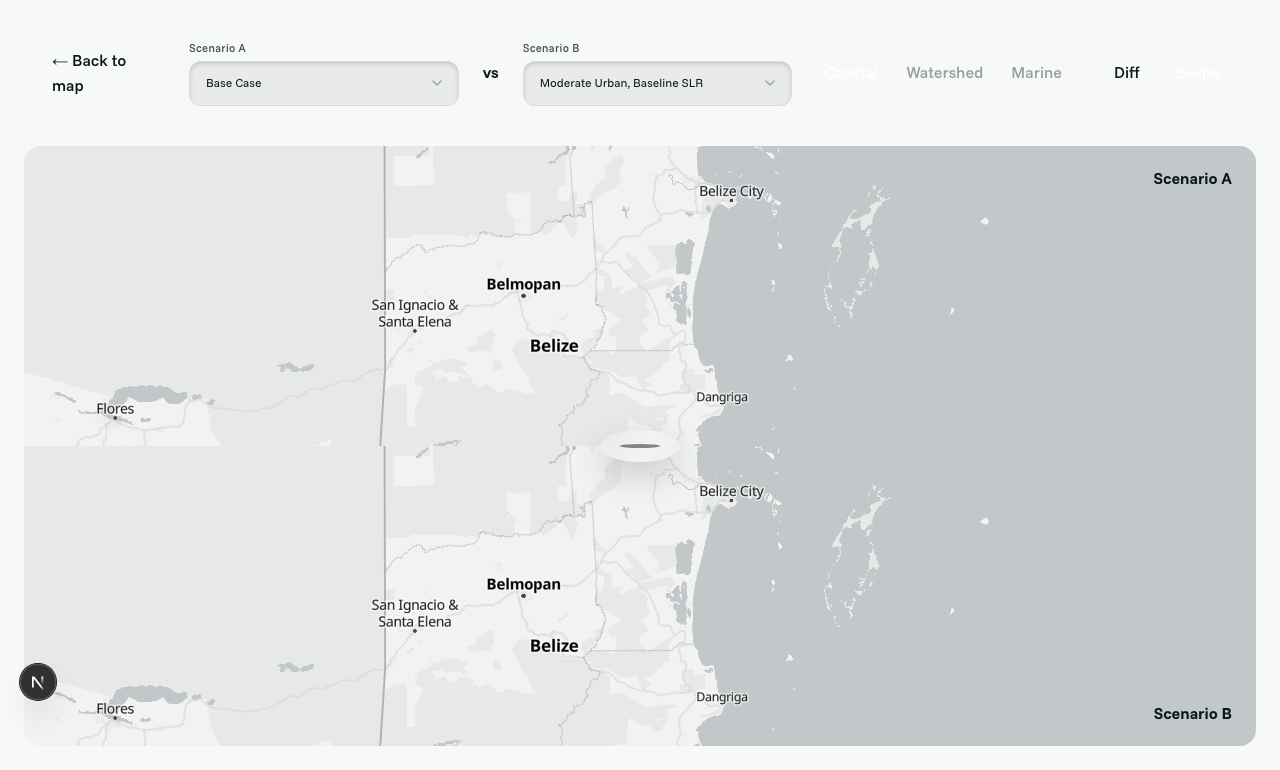 ← Back to
map
Scenario A
Base Case
vs
Scenario B
Moderate Urban, Baseline SLR
Coastal
Watershed
Marine
Diff
Swipe
Scenario A
Belize City
Belmopan
San Ignacio &
Santa Elena
Belize
Dangriga
Flores
Belize City
Belmopan
San Ignacio &
Santa Elena
Belize
Dangriga
Flores
N
Scenario B